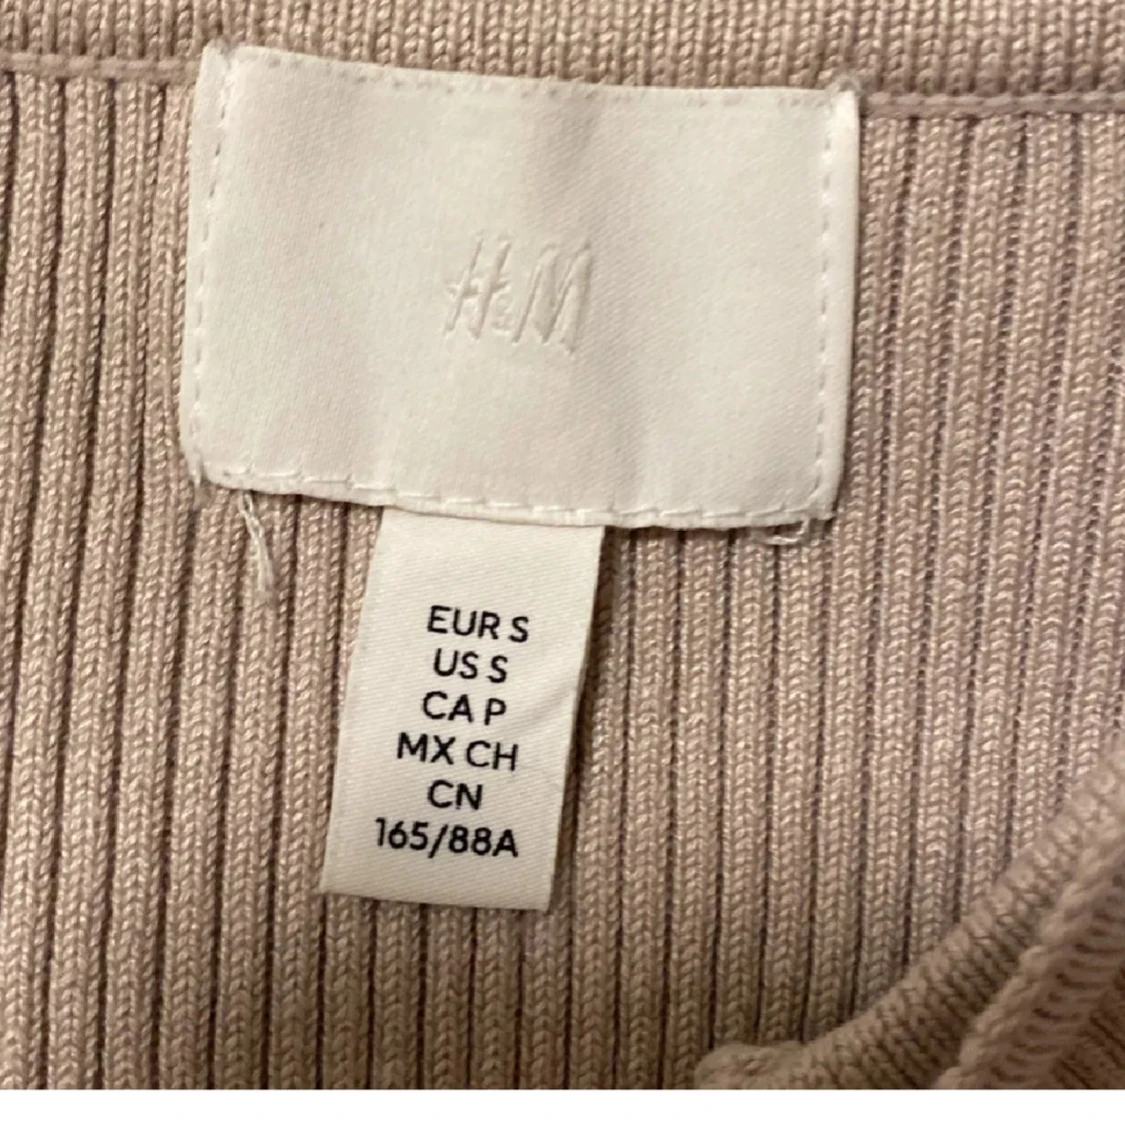 H&M
EUR S
US S
CA P
MX CH
CN
165/88A